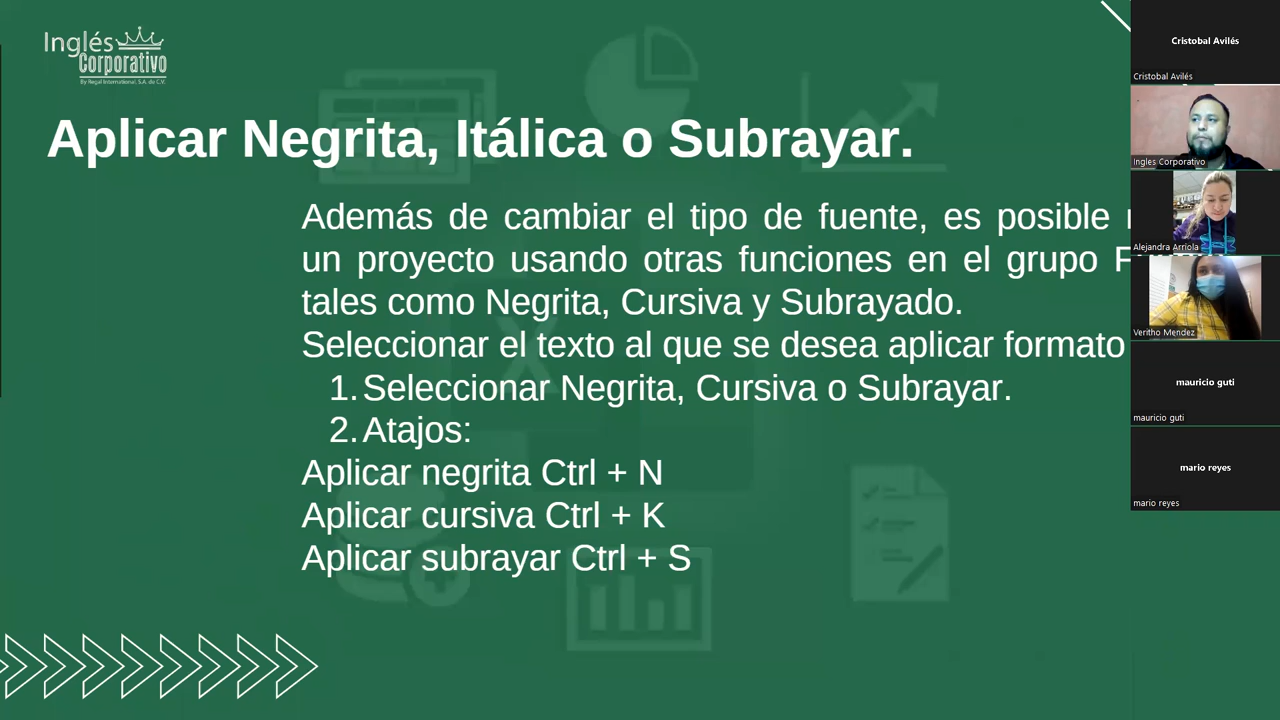 Inglés
Corporativo
By Regal International, S.A. de C.V.
Aplicar Negrita, Itálica o Subrayar.
Además de cambiar el tipo de fuente, es posible
un proyecto usando otras funciones en el grupo
tales como Negrita, Cursiva y Subrayado.
Seleccionar el texto al que se desea aplicar formato
1. Seleccionar Negrita, Cursiva o Subrayar.
2. Atajos:
Aplicar negrita Ctrl + N
Aplicar cursiva Ctrl + K
Aplicar subrayar Ctrl + S
Cristobal Avilés
Cristobal Avilés
Ingles Corporativo
Alejandra Arriola
Veritho Mendez
mauricio guti
mauricio guti
mario reyes
mario reyes